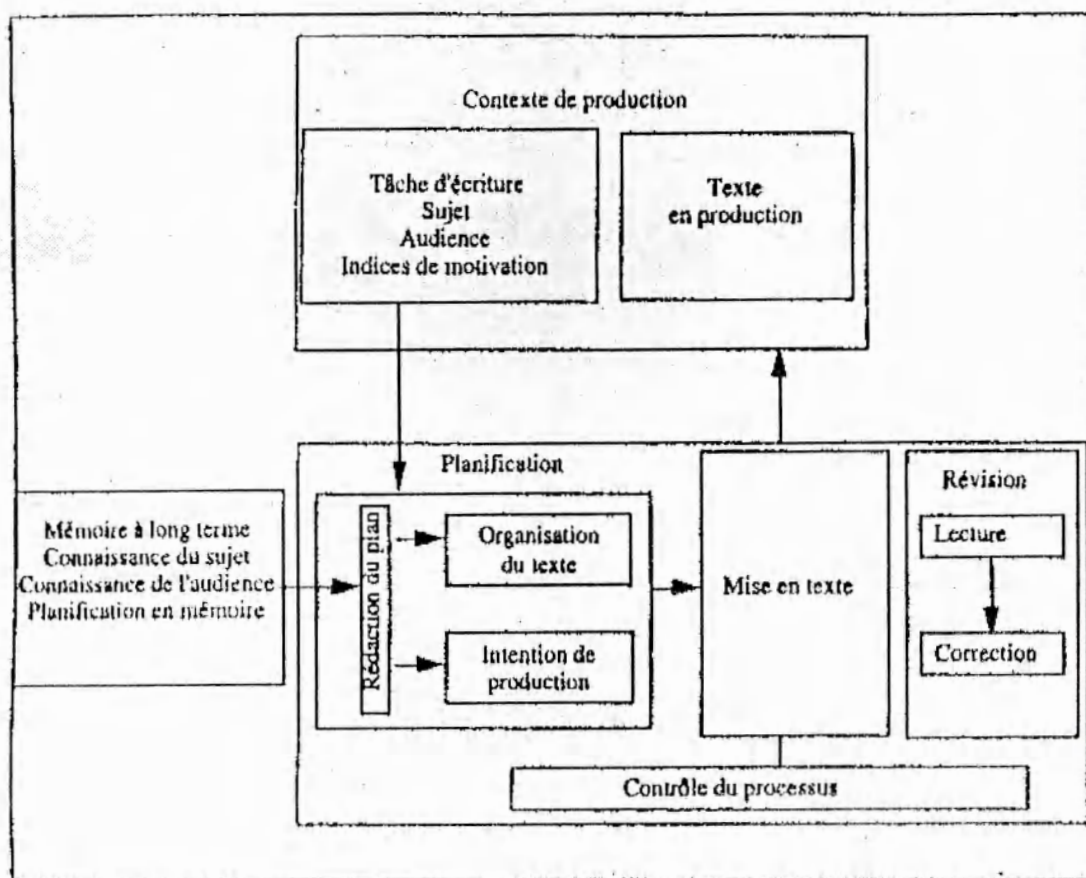 Contexte de production
Tâche d'écriture
Sujet
Audience
Indices de motivation
Texte
en production
Mémoire à long terme
Connaissance du sujet
Connaissance de l'audience
Planification en mémoire
Planification
Rédaction du plan
Organisation
du texte
Intention de
production
Mise en texte
Révision
Lecture
Correction
Contrôle du processus